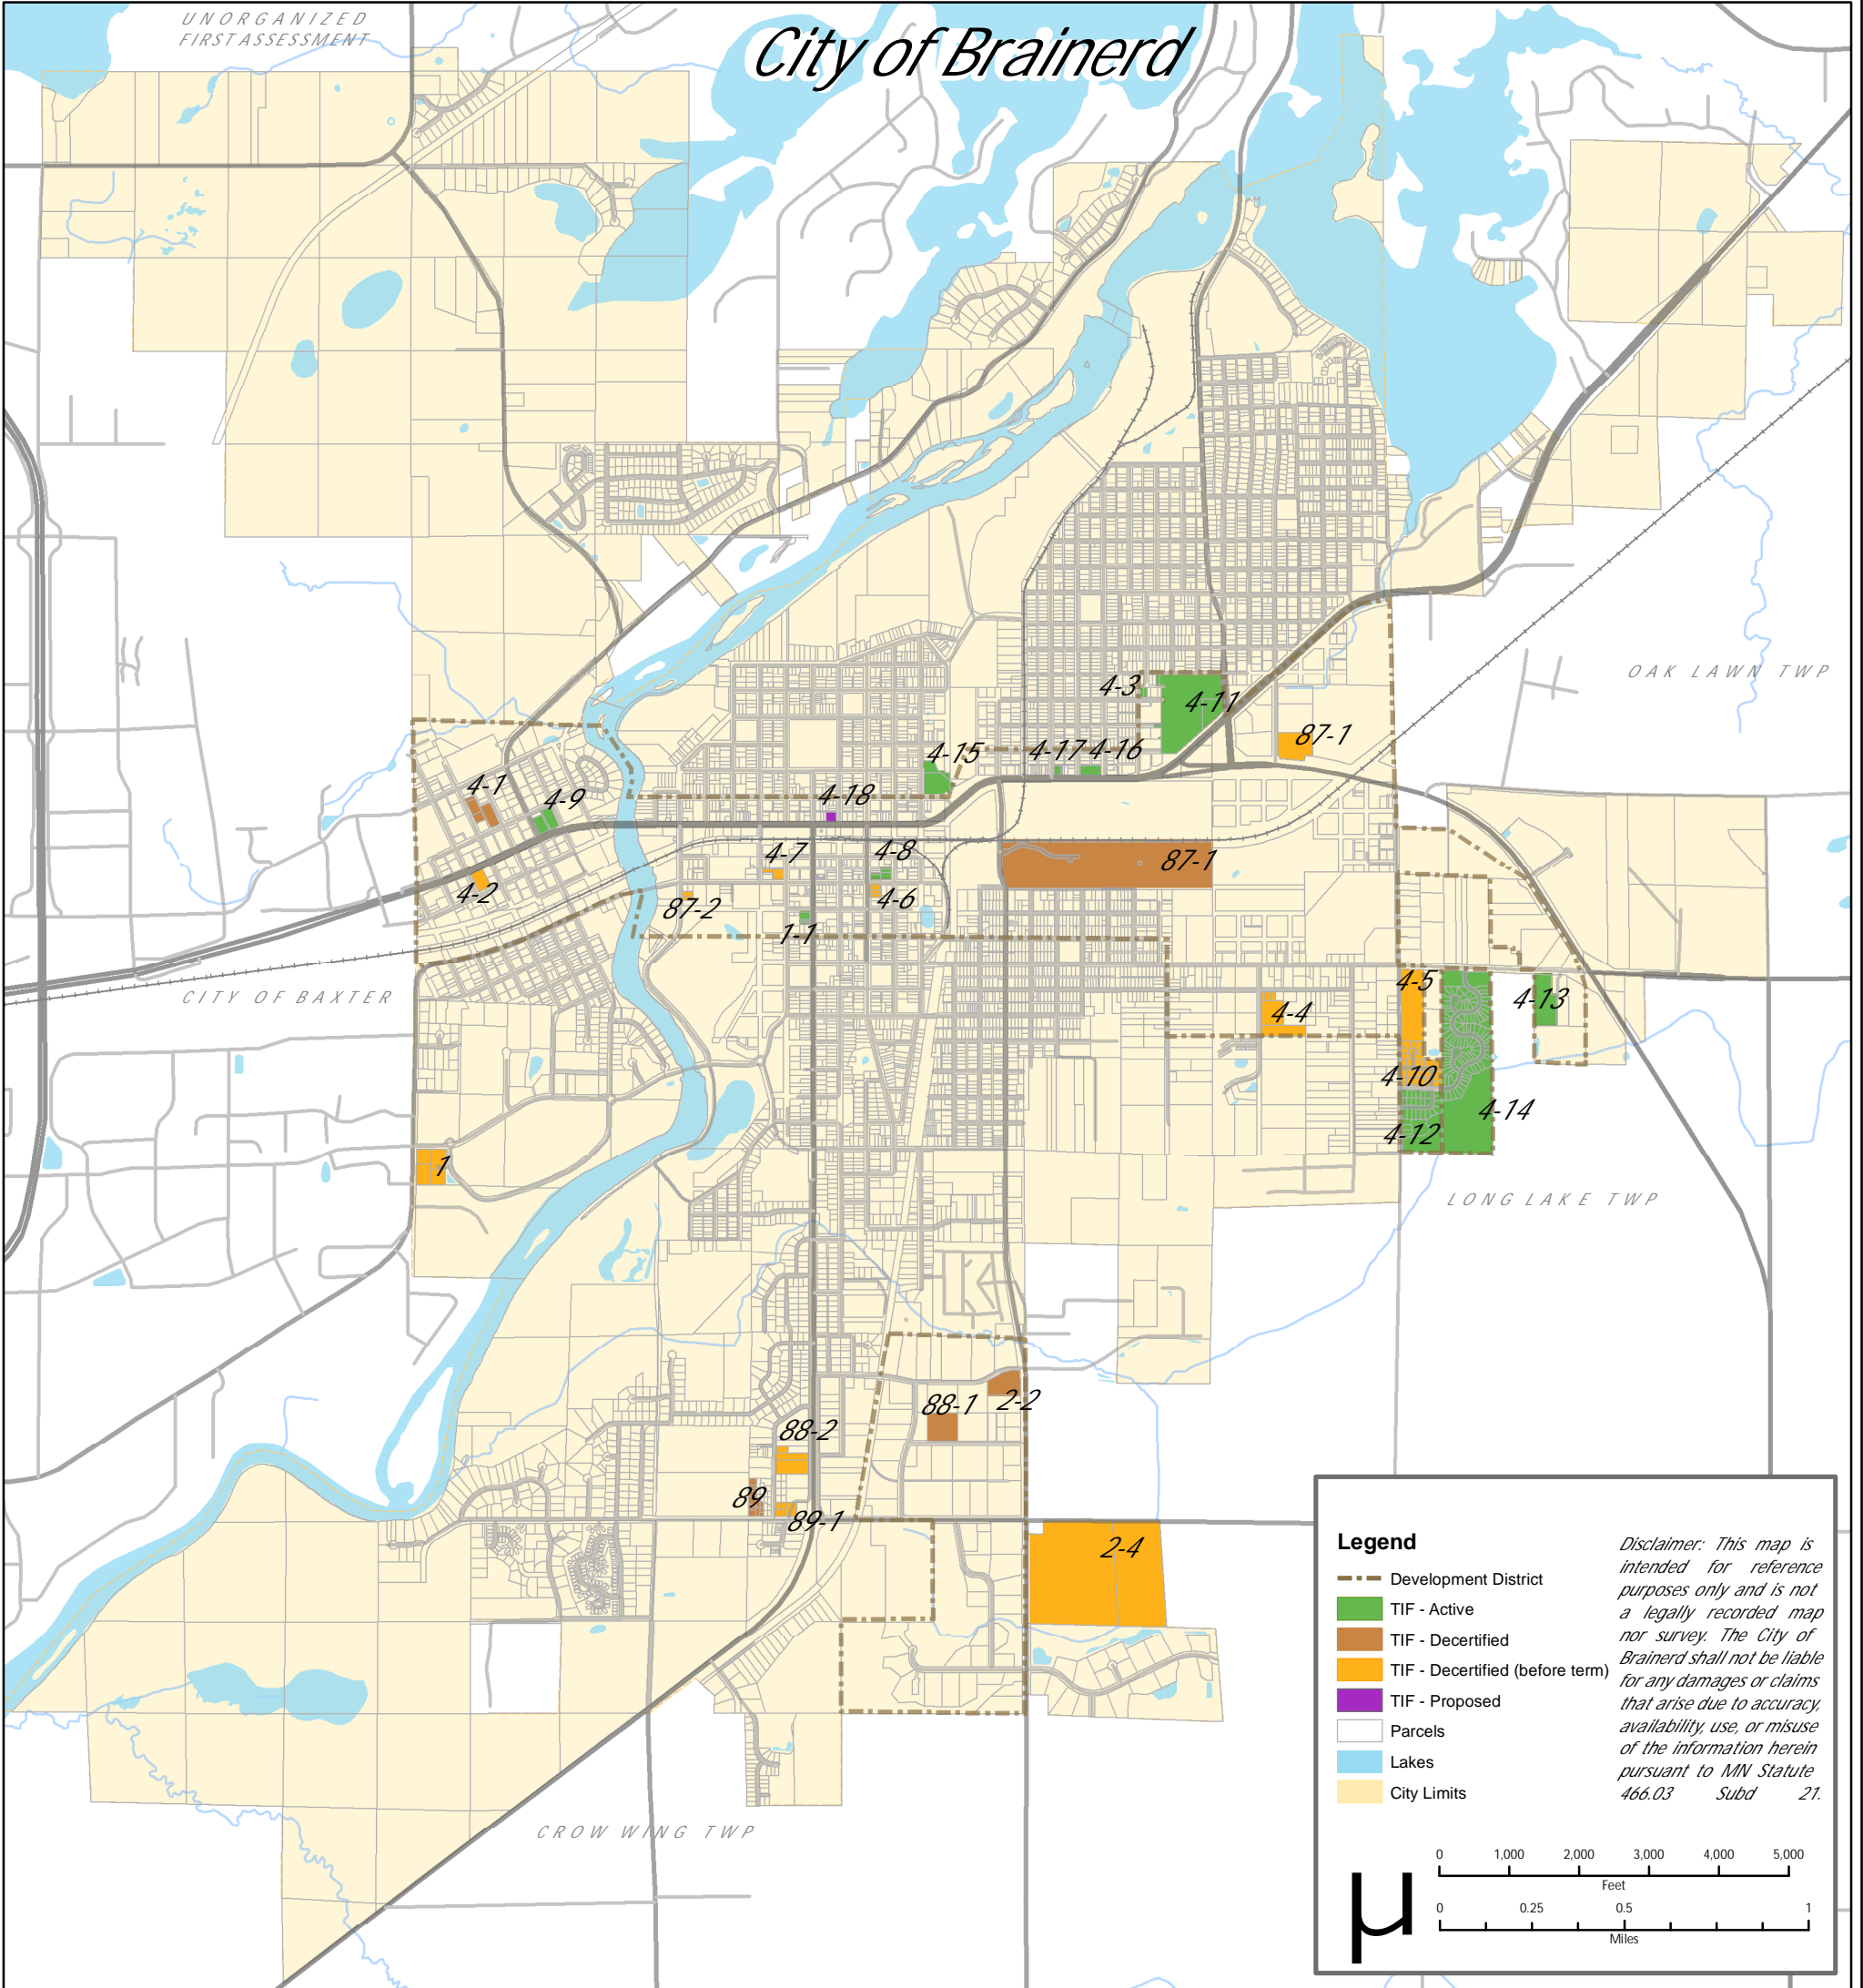 City of Brainerd
UNORGANIZED
FIRST ASSESSMENT
OAK LAWN TWP
4-3
4-11
87-1
4-15
4-17
4-16
4-1
4-9
4-18
4-7
4-8
87-1
4-2
87-2
4-6
1-1
CITY OF BAXTER
4-5
4-13
4-4
4-10
4-14
4-12
1
LONG LAKE TWP
2-2
88-1
88-2
89
89-1
2-4
CROW WING TWP
Legend
Development District
TIF - Active
TIF - Decertified
TIF - Decertified (before term)
TIF - Proposed
Parcels
Lakes
City Limits
Disclaimer: This map is
intended for reference
purposes only and is not
a legally recorded map
nor survey. The City of
Brainerd shall not be liable
for any damages or claims
that arise due to accuracy,
availability, use, or misuse
of the information herein
pursuant to MN Statute
466.03 Subd 21.
µ
0 1,000 2,000 3,000 4,000 5,000
Feet
0 0.25 0.5 1
Miles